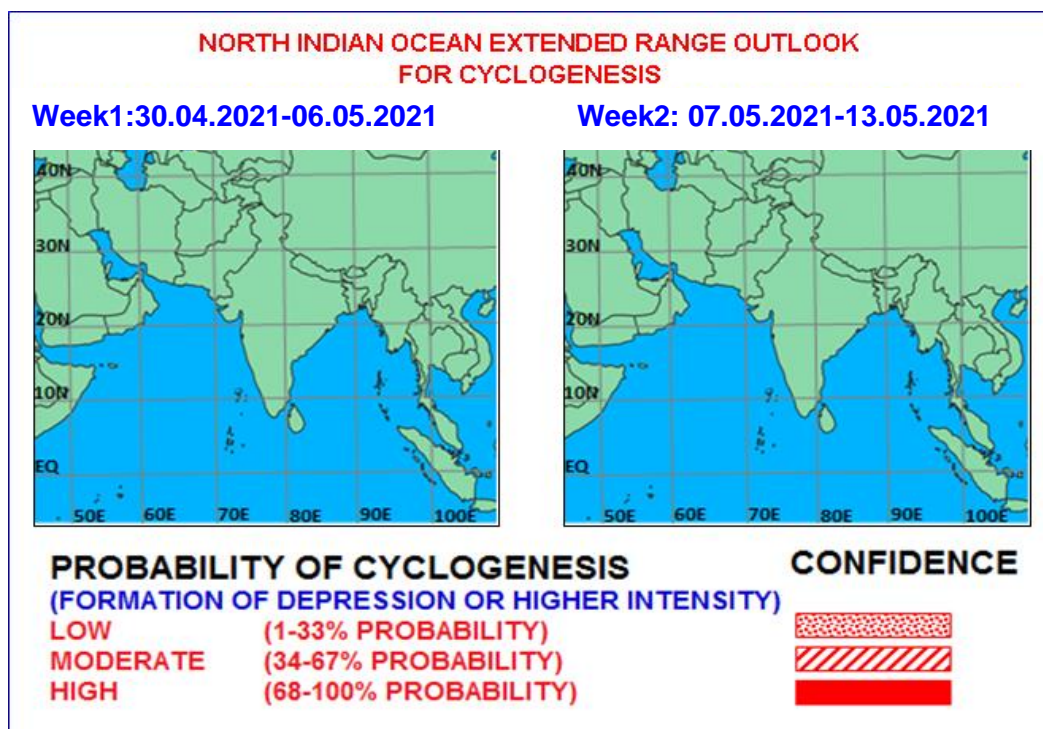 NORTH INDIAN OCEAN EXTENDED RANGE OUTLOOK
FOR CYCLOGENESIS
Week1:30.04.2021-06.05.2021
Week2: 07.05.2021-13.05.2021
40N
30N
20N
10N
EQ
50E 60E 70E 80E 90E 100E
40N
30N
20N
10N
EQ
50E 60E 70E 80E 90E 100E
PROBABILITY OF CYCLOGENESIS
(FORMATION OF DEPRESSION OR HIGHER INTENSITY)
LOW (1-33% PROBABILITY)
MODERATE (34-67% PROBABILITY)
HIGH (68-100% PROBABILITY)
CONFIDENCE